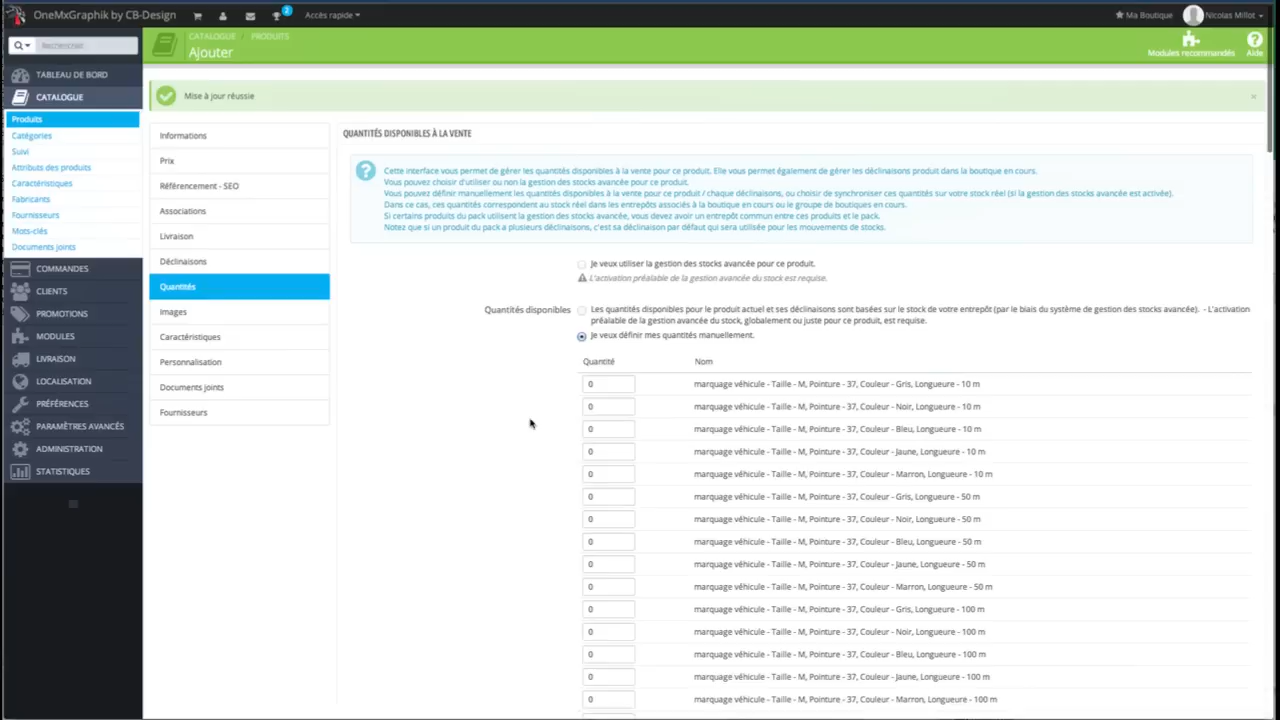 OneMxGraphik by CB-Design
2
Accès rapide
Ma Boutique
Nicolas Millot
Rechercher
CATALOGUE / PRODUITS
Ajouter
Modules recommandés
Aide
TABLEAU DE BORD
CATALOGUE
Produits
Catégories
Suivi
Attributs des produits
Caractéristiques
Fabricants
Fournisseurs
Mots-clés
Documents joints
COMMANDES
CLIENTS
PROMOTIONS
MODULES
LIVRAISON
LOCALISATION
PRÉFÉRENCES
PARAMÈTRES AVANCÉS
ADMINISTRATION
STATISTIQUES
Mise à jour réussie
×
Informations
Prix
Référencement - SEO
Associations
Livraison
Déclinaisons
Quantités
Images
Caractéristiques
Personnalisation
Documents joints
Fournisseurs
QUANTITÉS DISPONIBLES À LA VENTE
Cette interface vous permet de gérer les quantités disponibles à la vente pour ce produit. Elle vous permet également de gérer les déclinaisons produit dans la boutique en cours.
Vous pouvez choisir d'utiliser ou non la gestion des stocks avancée pour ce produit.
Vous pouvez définir manuellement les quantités disponibles à la vente pour ce produit / chaque déclinaisons, ou choisir de synchroniser ces quantités sur votre stock réel (si la gestion des stocks avancée est activée).
Dans ce cas, ces quantités correspondent au stock réel dans les entrepôts associés à la boutique en cours ou le groupe de boutiques en cours.
Si certains produits du pack utilisent la gestion des stocks avancée, vous devez avoir un entrepôt commun entre ces produits et le pack.
Notez que si un produit du pack a plusieurs déclinaisons, c'est sa déclinaison par défaut qui sera utilisée pour les mouvements de stocks.
Je veux utiliser la gestion des stocks avancée pour ce produit.
L'activation préalable de la gestion avancée du stock est requise.
Quantités disponibles
Les quantités disponibles pour le produit actuel et ses déclinaisons sont basées sur le stock de votre entrepôt (par le biais du système de gestion des stocks avancée). - L'activation
préalable de la gestion avancée du stock, globalement ou juste pour ce produit, est requise.
Je veux définir mes quantités manuellement.
Quantité Nom
0 marquage véhicule - Taille - M, Pointure - 37, Couleur - Gris, Longueure - 10 m
0 marquage véhicule - Taille - M, Pointure - 37, Couleur - Noir, Longueure - 10 m
0 marquage véhicule - Taille - M, Pointure - 37, Couleur - Bleu, Longueure - 10 m
0 marquage véhicule - Taille - M, Pointure - 37, Couleur - Jaune, Longueure - 10 m
0 marquage véhicule - Taille - M, Pointure - 37, Couleur - Marron, Longueure - 10 m
0 marquage véhicule - Taille - M, Pointure - 37, Couleur - Gris, Longueure - 50 m
0 marquage véhicule - Taille - M, Pointure - 37, Couleur - Noir, Longueure - 50 m
0 marquage véhicule - Taille - M, Pointure - 37, Couleur - Bleu, Longueure - 50 m
0 marquage véhicule - Taille - M, Pointure - 37, Couleur - Jaune, Longueure - 50 m
0 marquage véhicule - Taille - M, Pointure - 37, Couleur - Marron, Longueure - 50 m
0 marquage véhicule - Taille - M, Pointure - 37, Couleur - Gris, Longueure - 100 m
0 marquage véhicule - Taille - M, Pointure - 37, Couleur - Noir, Longueure - 100 m
0 marquage véhicule - Taille - M, Pointure - 37, Couleur - Bleu, Longueure - 100 m
0 marquage véhicule - Taille - M, Pointure - 37, Couleur - Jaune, Longueure - 100 m
0 marquage véhicule - Taille - M, Pointure - 37, Couleur - Marron, Longueure - 100 m